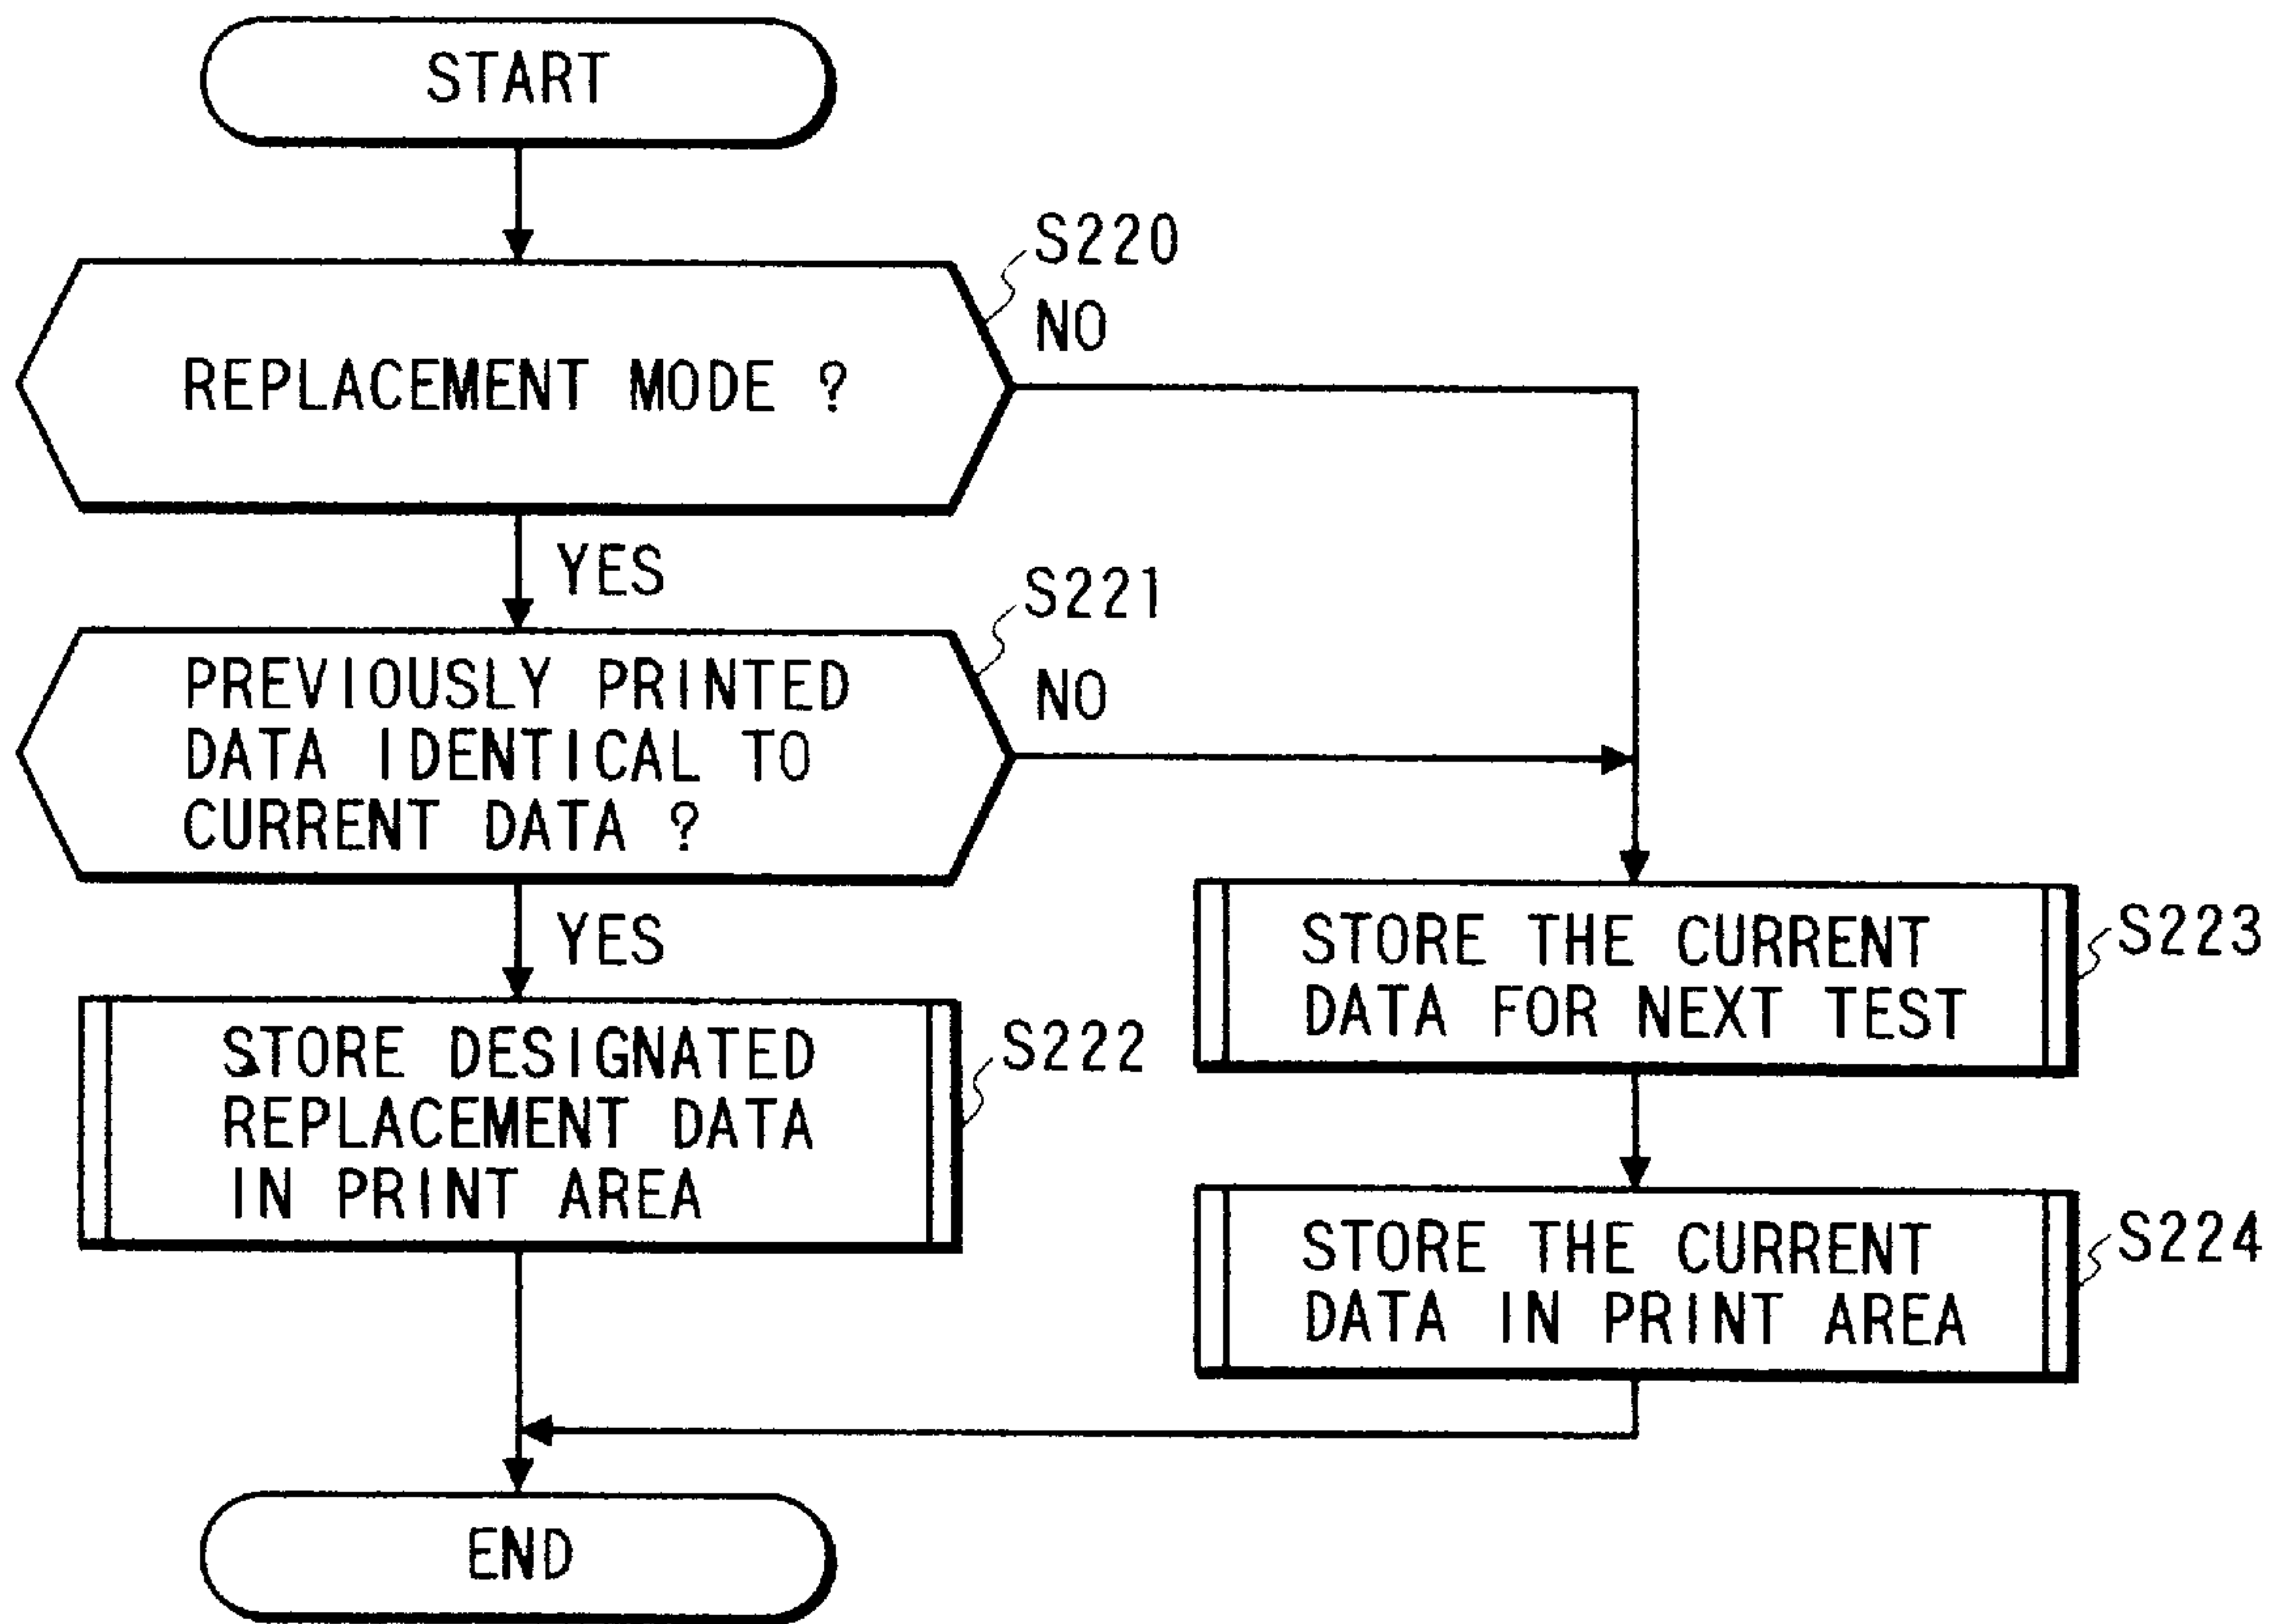 START
S220
NO
REPLACEMENT MODE ?
YES
S221
NO
PREVIOUSLY PRINTED
DATA IDENTICAL TO
CURRENT DATA ?
YES
STORE DESIGNATED
REPLACEMENT DATA
IN PRINT AREA
S222
STORE THE CURRENT
DATA FOR NEXT TEST
S223
STORE THE CURRENT
DATA IN PRINT AREA
S224
END